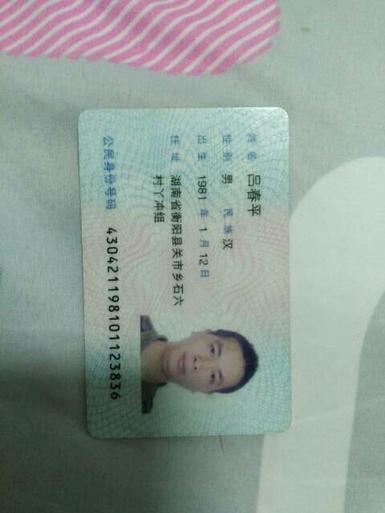 姓名 吕春平
性别 男 民族 汉
出生 1981 年 1 月 12 日
住址 湖南省衡阳县关市乡石六
村丫冲组
公民身份号码 430421198101123836